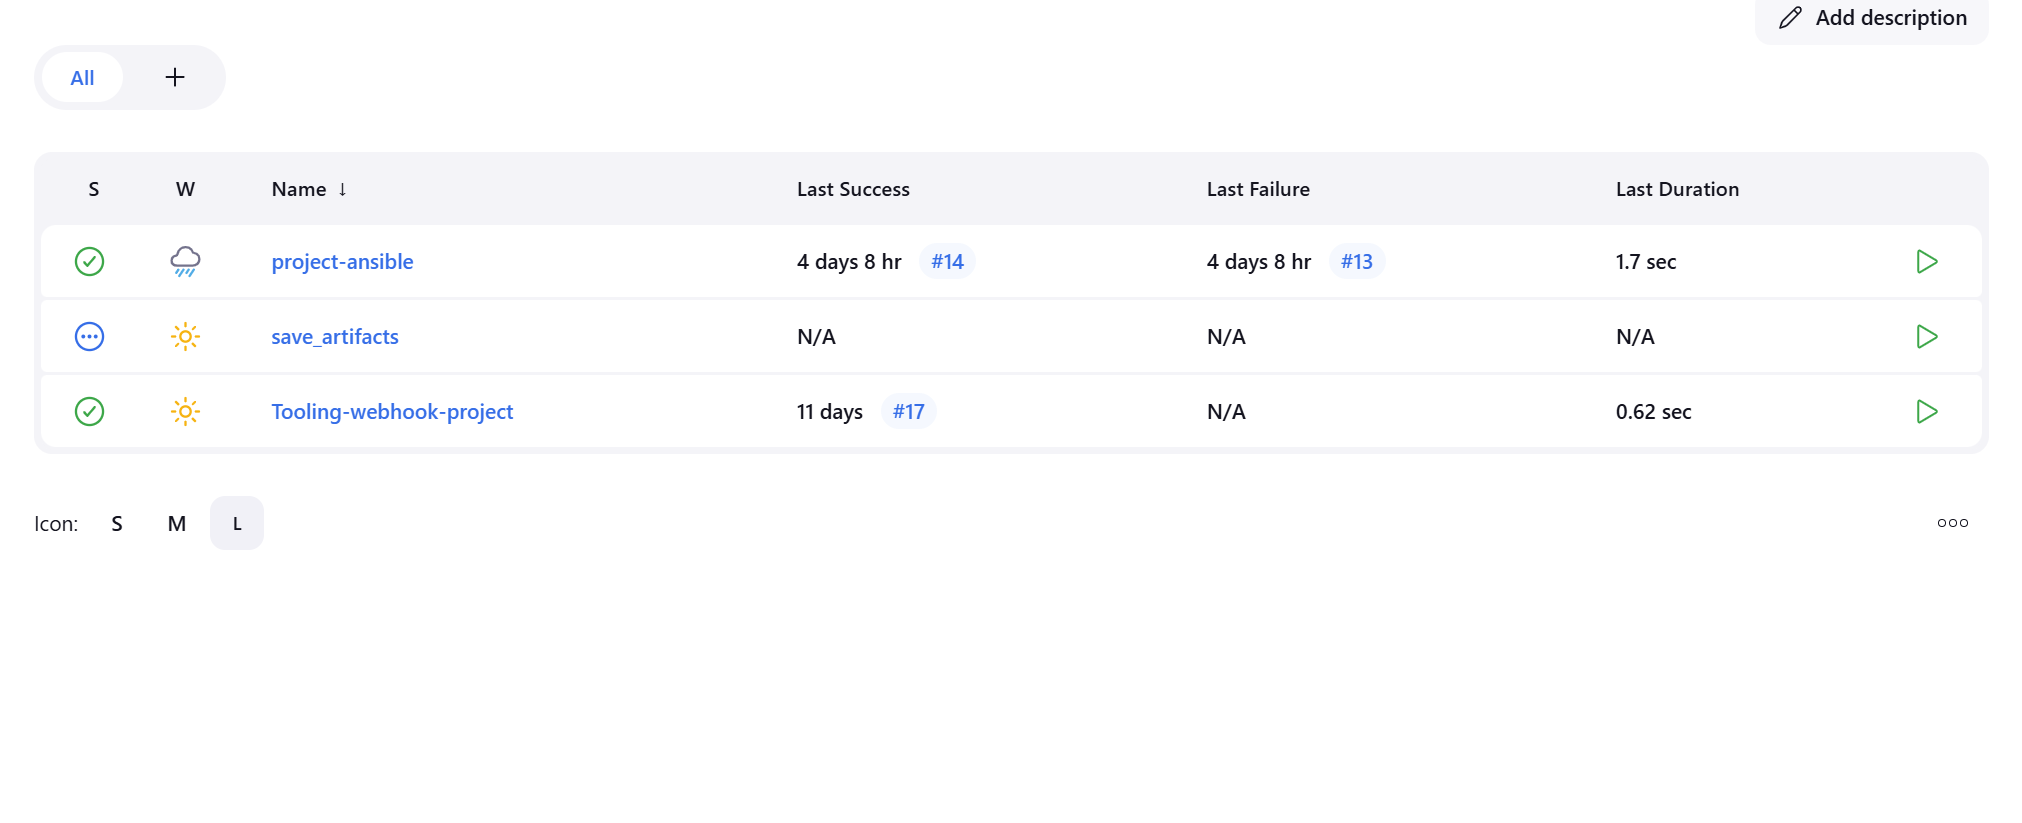 Add description
All +
S W Name ↓ Last Success Last Failure Last Duration
project-ansible 4 days 8 hr #14 4 days 8 hr #13 1.7 sec
save_artifacts N/A N/A N/A
Tooling-webhook-project 11 days #17 N/A 0.62 sec
Icon: S M L